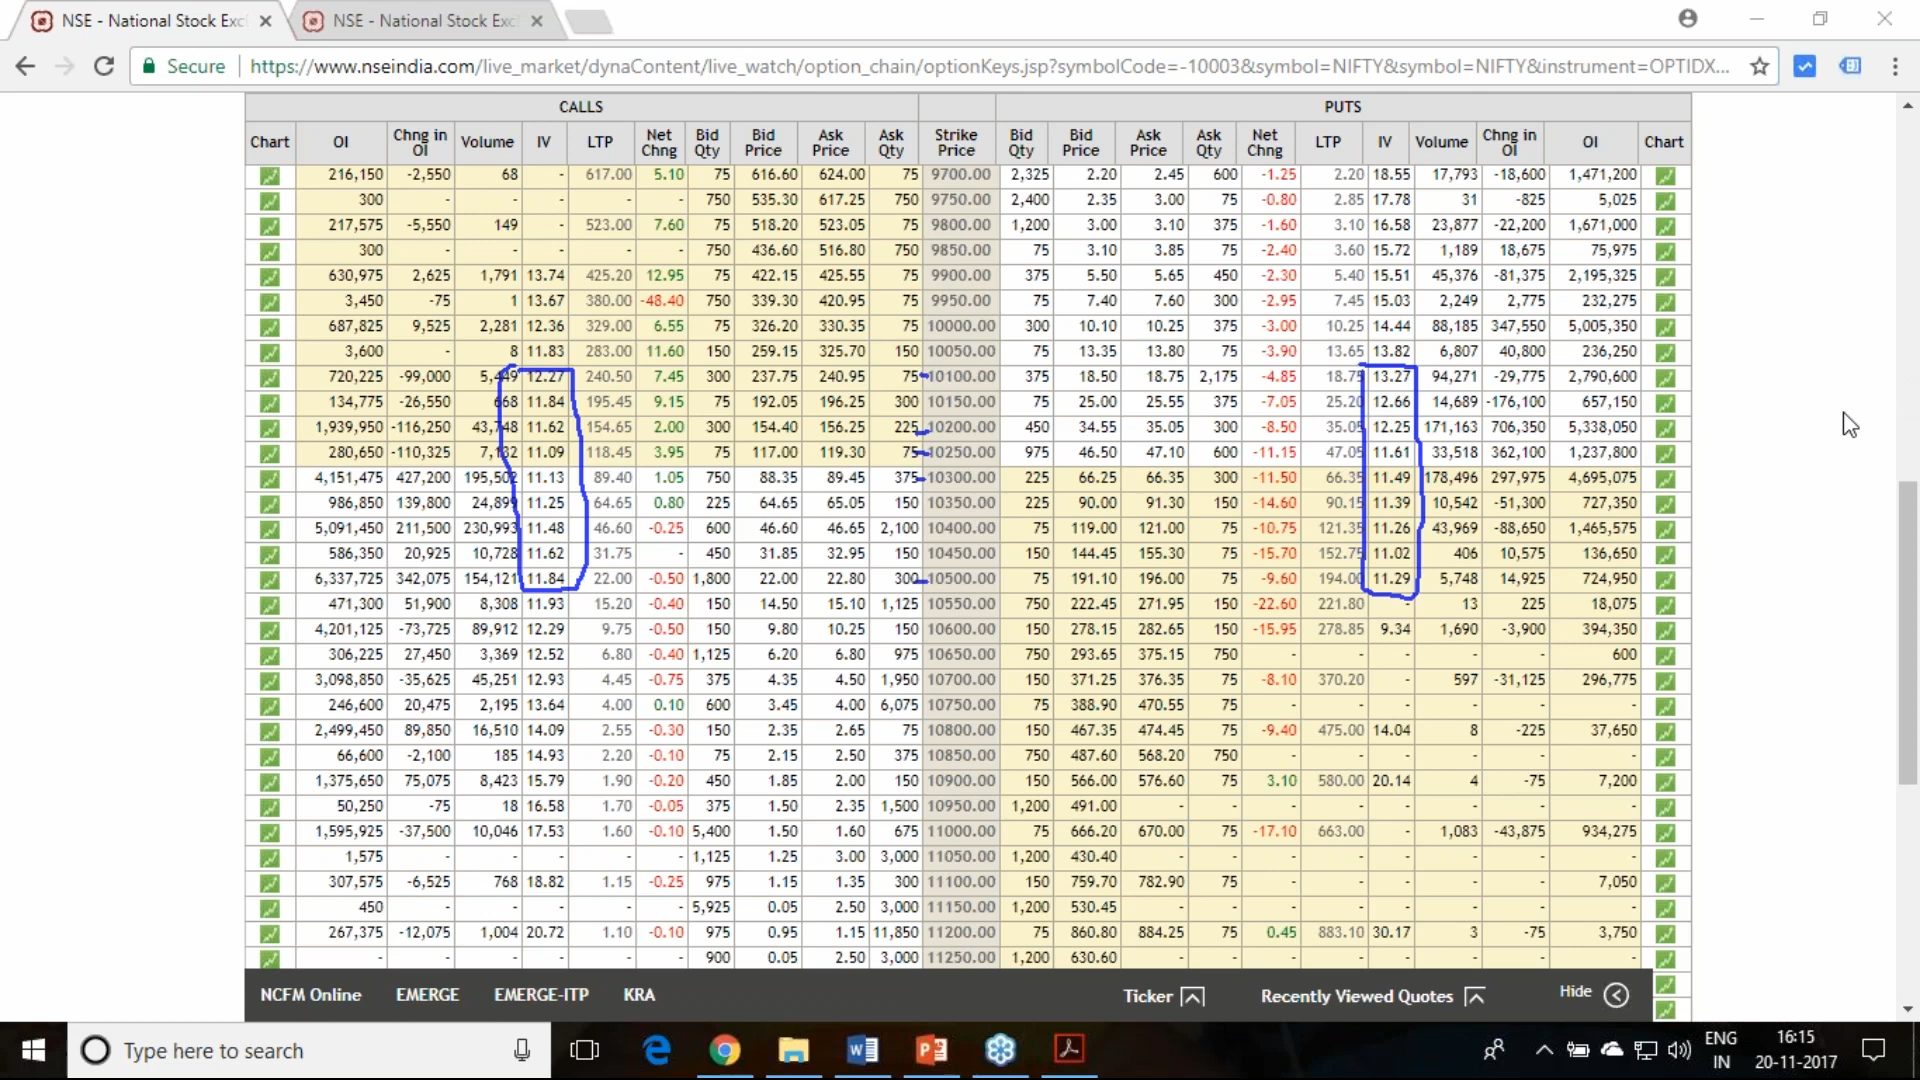 NSE - National Stock Exc
NSE - National Stock Exc
Secure https://www.nseindia.com/live_market/dynaContent/live_watch/option_chain/optionKeys.jsp?symbolCode=-10003&symbol=NIFTY&symbol=NIFTY&instrument=OPTIDX...
CALLS PUTS
Chart OI Chng in OI Volume IV LTP Net Chng Bid Qty Bid Price Ask Price Ask Qty Strike Price Bid Qty Bid Price Ask Price Ask Qty Net Chng LTP IV Volume Chng in OI OI Chart
216,150 -2,550 68 - 617.00 5.10 75 616.60 624.00 75 9700.00 2,325 2.20 2.45 600 -1.25 2.20 18.55 17,793 -18,600 1,471,200
300 - - - - - 750 535.30 617.25 750 9750.00 2,400 2.35 3.00 75 -0.80 2.85 17.78 31 -825 5,025
217,575 -5,550 149 - 523.00 7.60 75 518.20 523.05 75 9800.00 1,200 3.00 3.10 375 -1.60 3.10 16.58 23,877 -22,200 1,671,000
300 - - - - - 750 436.60 516.80 750 9850.00 75 3.10 3.85 75 -2.40 3.60 15.72 1,189 18,675 75,975
630,975 2,625 1,791 13.74 425.20 12.95 75 422.15 425.55 75 9900.00 375 5.50 5.65 450 -2.30 5.40 15.51 45,376 -81,375 2,195,325
3,450 -75 1 13.67 380.00 -48.40 750 339.30 420.95 75 9950.00 75 7.40 7.60 300 -2.95 7.45 15.03 2,249 2,775 232,275
687,825 9,525 2,281 12.36 329.00 6.55 75 326.20 330.35 75 10000.00 300 10.10 10.25 375 -3.00 10.25 14.44 88,185 347,550 5,005,350
3,600 - 8 11.83 283.00 11.60 150 259.15 325.70 150 10050.00 75 13.35 13.80 75 -3.90 13.65 13.82 6,807 40,800 236,250
720,225 -99,000 5,449 12.27 240.50 7.45 300 237.75 240.95 75 10100.00 375 18.50 18.75 2,175 -4.85 18.75 13.27 94,271 -29,775 2,790,600
134,775 -26,550 668 11.84 195.45 9.15 75 192.05 196.25 300 10150.00 75 25.00 25.55 375 -7.05 25.20 12.66 14,689 -176,100 657,150
1,939,950 -116,250 43,748 11.62 154.65 2.00 300 154.40 156.25 225 10200.00 450 34.55 35.05 300 -8.50 35.05 12.25 171,163 706,350 5,338,050
280,650 -110,325 7,132 11.09 118.45 3.95 75 117.00 119.30 75 10250.00 975 46.50 47.10 600 -11.15 47.05 11.61 33,518 362,100 1,237,800
4,151,475 427,200 195,502 11.13 89.40 1.05 750 88.35 89.45 375 10300.00 225 66.25 66.35 300 -11.50 66.35 11.49 178,496 297,975 4,695,075
986,850 139,800 24,899 11.25 64.65 0.80 225 64.65 65.05 150 10350.00 225 90.00 91.30 150 -14.60 90.15 11.39 10,542 -51,300 727,350
5,091,450 211,500 230,993 11.48 46.60 -0.25 600 46.60 46.65 2,100 10400.00 75 119.00 121.00 75 -10.75 121.35 11.26 43,969 -88,650 1,465,575
586,350 20,925 10,728 11.62 31.75 - 450 31.85 32.95 150 10450.00 150 144.45 155.30 75 -15.70 152.75 11.02 406 10,575 136,650
6,337,725 342,075 154,121 11.84 22.00 -0.50 1,800 22.00 22.80 300 10500.00 75 191.10 196.00 75 -9.60 194.00 11.29 5,748 14,925 724,950
471,300 51,900 8,308 11.93 15.20 -0.40 150 14.50 15.10 1,125 10550.00 750 222.45 271.95 150 -22.60 221.80 - 13 225 18,075
4,201,125 -73,725 89,912 12.29 9.75 -0.50 150 9.80 10.25 150 10600.00 150 278.15 282.65 150 -15.95 278.85 9.34 1,690 -3,900 394,350
306,225 27,450 3,369 12.52 6.80 -0.40 1,125 6.20 6.80 975 10650.00 750 293.65 375.15 750 - - - - - 600
3,098,850 -35,625 45,251 12.93 4.45 -0.75 375 4.35 4.50 1,950 10700.00 150 371.25 376.35 75 -8.10 370.20 - 597 -31,125 296,775
246,600 20,475 2,195 13.64 4.00 0.10 600 3.45 4.00 6,075 10750.00 75 388.90 470.55 75 - - - - - -
2,499,450 89,850 16,510 14.09 2.55 -0.30 150 2.35 2.65 75 10800.00 150 467.35 474.45 75 -9.40 475.00 14.04 8 -225 37,650
66,600 -2,100 185 14.93 2.20 -0.10 75 2.15 2.50 375 10850.00 750 487.60 568.20 750 - - - - - -
1,375,650 75,075 8,423 15.79 1.90 -0.20 450 1.85 2.00 150 10900.00 150 566.00 576.60 75 3.10 580.00 20.14 4 -75 7,200
50,250 -75 18 16.58 1.70 -0.05 375 1.50 2.35 1,500 10950.00 1,200 491.00 - - - - - - - -
1,595,925 -37,500 10,046 17.53 1.60 -0.10 5,400 1.50 1.60 675 11000.00 75 666.20 670.00 75 -17.10 663.00 - 1,083 -43,875 934,275
1,575 - - - - - 1,125 1.25 3.00 3,000 11050.00 1,200 430.40 - - - - - - - -
307,575 -6,525 768 18.82 1.15 -0.25 975 1.15 1.35 300 11100.00 150 759.70 782.90 75 - - - - - 7,050
450 - - - - - 5,925 0.05 2.50 3,000 11150.00 1,200 530.45 - - - - - - - -
267,375 -12,075 1,004 20.72 1.10 -0.10 975 0.95 1.15 11,850 11200.00 75 860.80 884.25 75 0.45 883.10 30.17 3 -75 3,750
- - - - - - 900 0.05 2.50 3,000 11250.00 1,200 630.60 - - - - - - - -
NCFM Online EMERGE EMERGE-ITP KRA Ticker Recently Viewed Quotes Hide
Type here to search
ENG 16:15
IN 20-11-2017